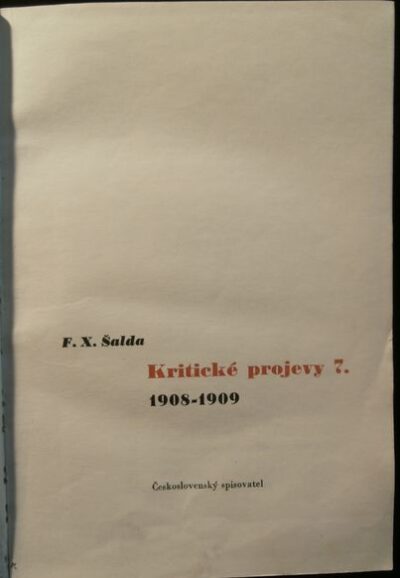 F. X. Šalda
Kritické projevy 7.
1908-1909
Československý spisovatel